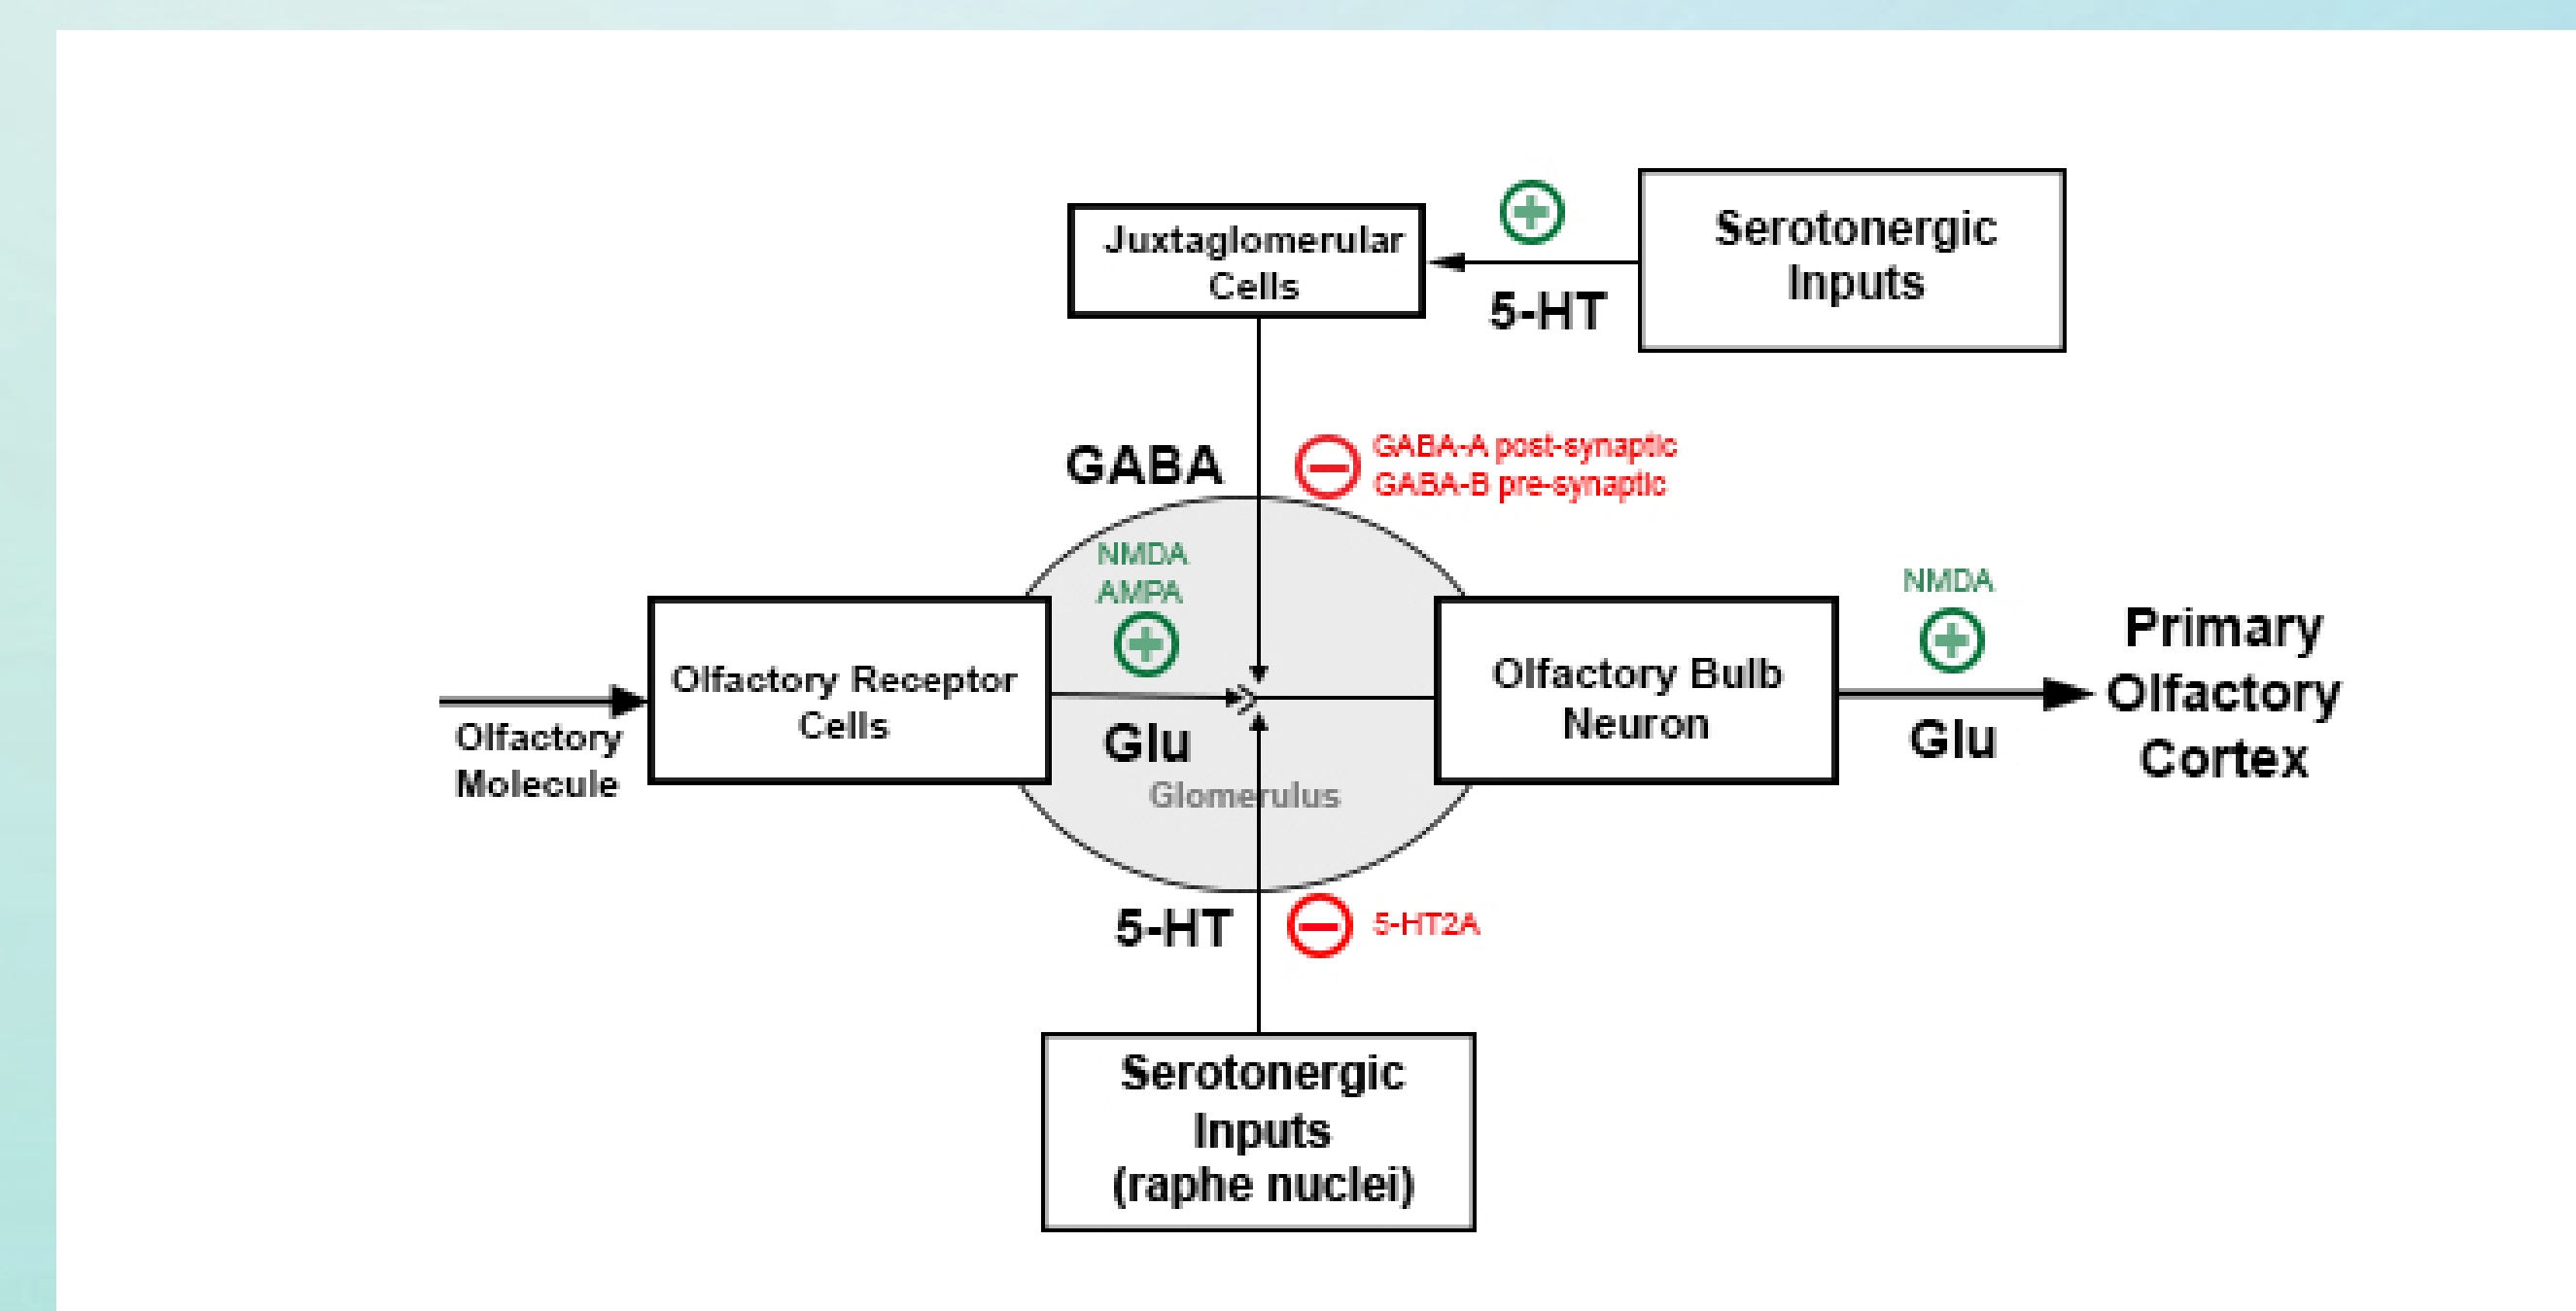 Juxtaglomerular
Cells
5-HT
Serotonergic
Inputs
GABA
GABA-A post-synaptic
GABA-B pre-synaptic
NMDA
AMPA
Olfactory
Molecule
Olfactory Receptor
Cells
Glu
Glomerulus
Olfactory Bulb
Neuron
NMDA
Glu
Primary
Olfactory
Cortex
5-HT
5-HT2A
Serotonergic
Inputs
(raphe nuclei)